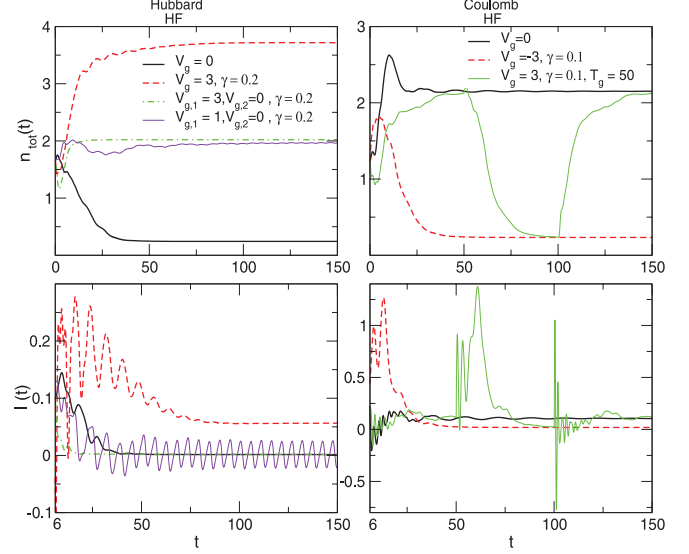 Hubbard
HF
Coulomb
HF
n_tot(t)
4
3
2
1
V_g=0
V_g = 3, γ = 0.2
V_g,1 = 3,V_g,2=0 , γ = 0.2
V_g,1 = 1,V_g,2=0 , γ = 0.2
0 50 100 150
3
2
1
0
V_g=0
V_g=-3, γ=0.1
V_g = 3, γ=0.1, T_g = 50
0 50 100 150
I (t)
0.2
0.1
0
-0.1
6 50 100 150
t
1
0.5
0
-0.5
6 50 100 150
t